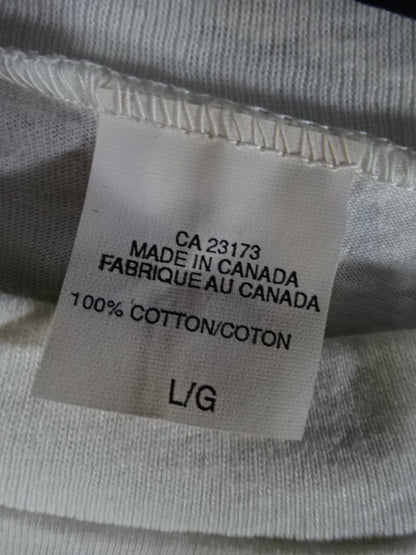 CA 23173
MADE IN CANADA
FABRIQUE AU CANADA
100% COTTON/COTON
L/G